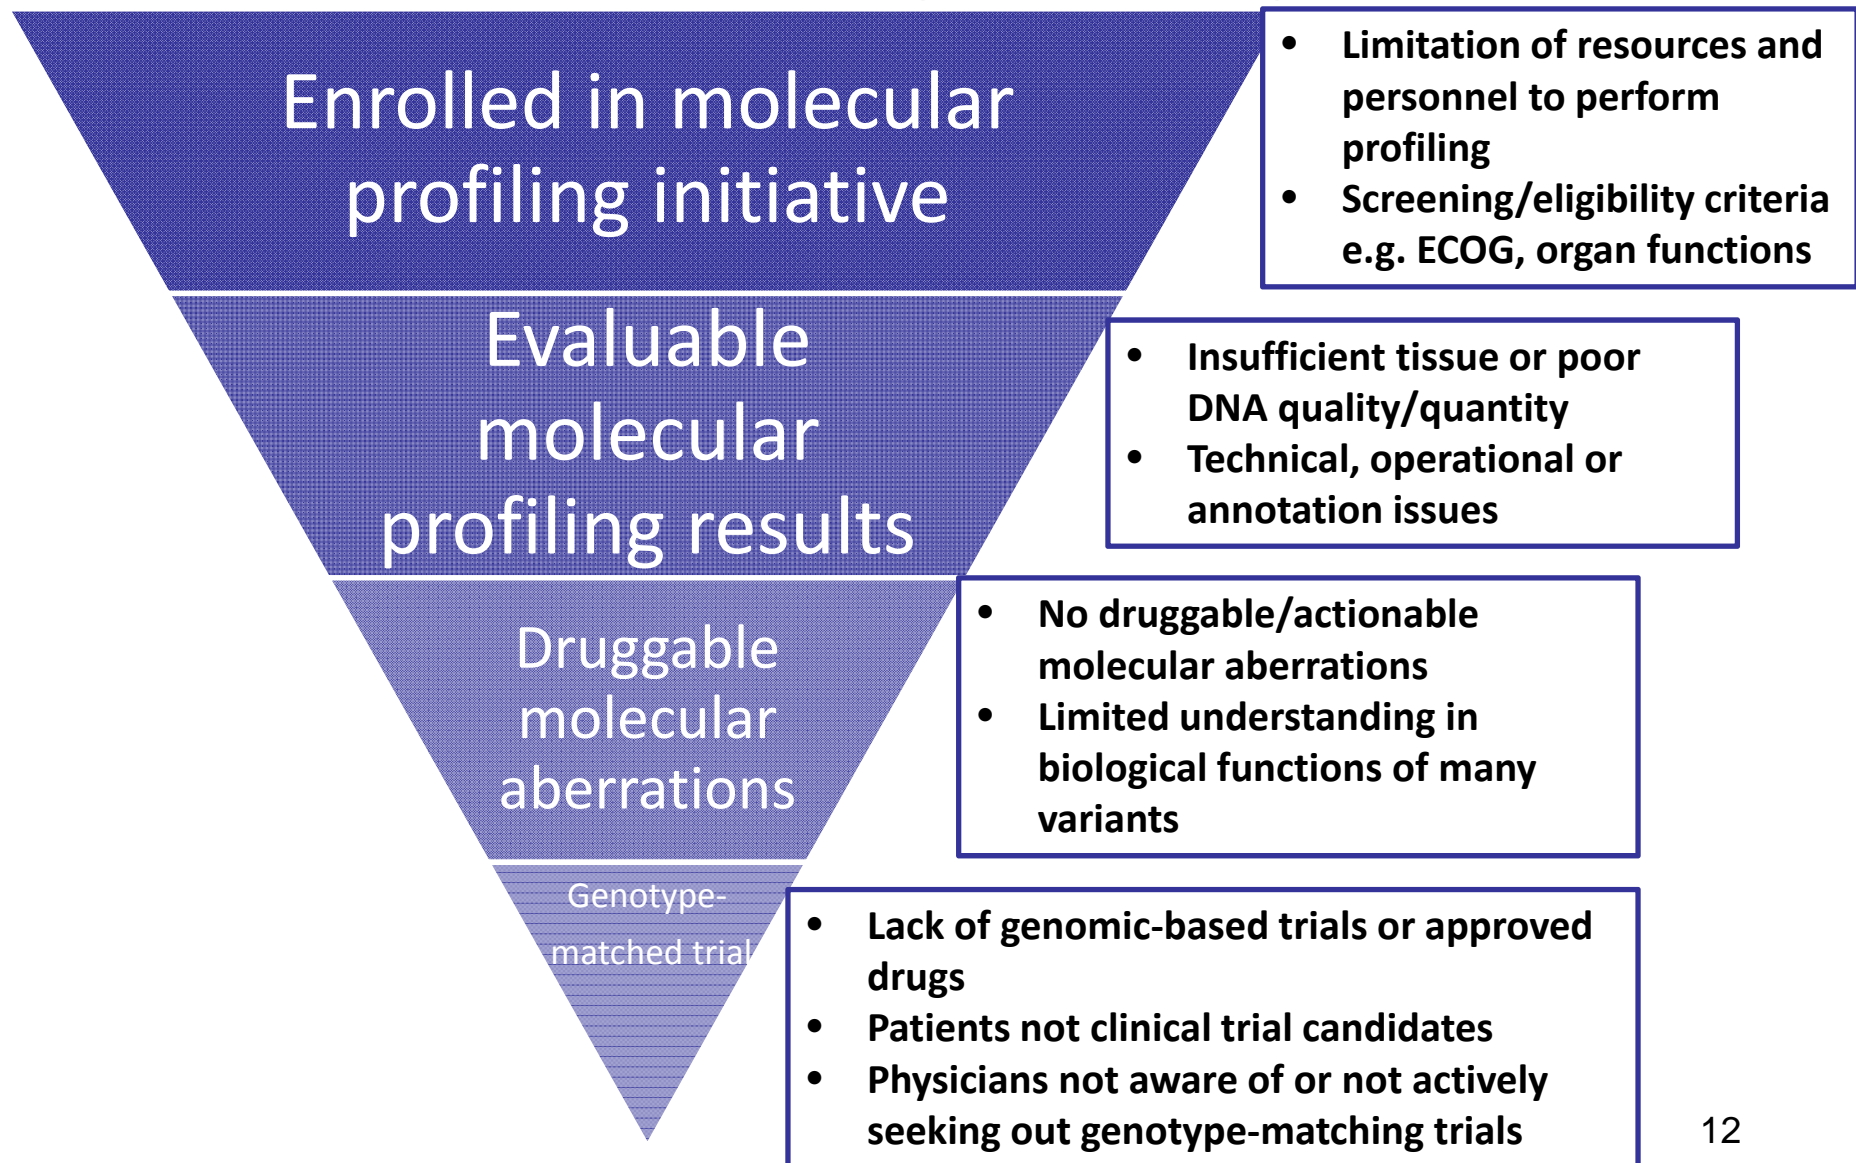 Enrolled in molecular
profiling initiative
• Limitation of resources and
personnel to perform
profiling
• Screening/eligibility criteria
e.g. ECOG, organ functions
Evaluable
molecular
profiling results
• Insufficient tissue or poor
DNA quality/quantity
• Technical, operational or
annotation issues
Druggable
molecular
aberrations
• No druggable/actionable
molecular aberrations
• Limited understanding in
biological functions of many
variants
Genotype-
matched trial
• Lack of genomic-based trials or approved
drugs
• Patients not clinical trial candidates
• Physicians not aware of or not actively
seeking out genotype-matching trials
12